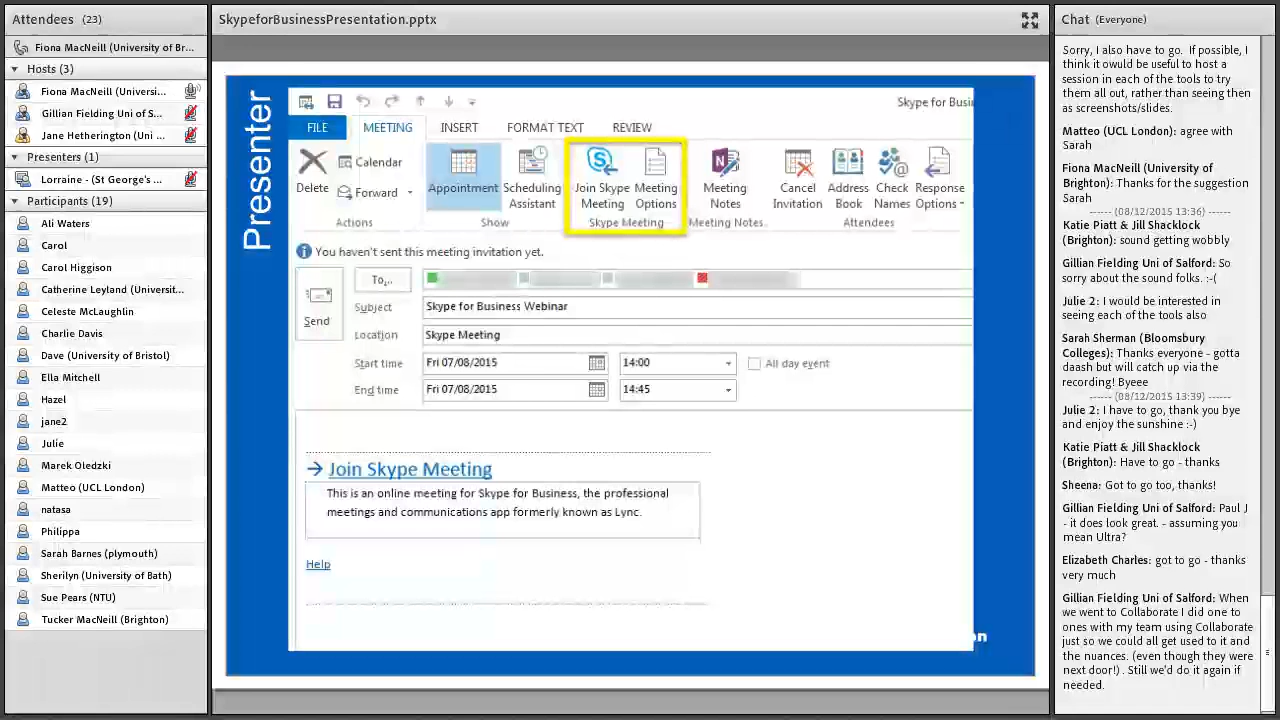 Attendees (23)
Fiona MacNeill (University of Br...
Hosts (3)
Fiona MacNeill (Universi...
Gillian Fielding Uni of S...
Jane Hetherington (Uni ...
Presenters (1)
Lorraine - (St George's ...
Participants (19)
Ali Waters
Carol
Carol Higgison
Catherine Leyland (Universit...
Celeste McLaughlin
Charlie Davis
Dave (University of Bristol)
Ella Mitchell
Hazel
jane2
Julie
Marek Oledzki
Matteo (UCL London)
natasa
Philippa
Sarah Barnes (plymouth)
Sherilyn (University of Bath)
Sue Pears (NTU)
Tucker MacNeill (Brighton)
SkypeforBusinessPresentation.pptx
Presenter
Skype for Busi
FILE MEETING INSERT FORMAT TEXT REVIEW
Delete
Calendar
Forward
Actions
Appointment
Scheduling
Assistant
Show
Join Skype
Meeting
Meeting
Options
Skype Meeting
Meeting
Notes
Meeting Notes
Cancel
Invitation
Address
Book
Check
Names
Response
Options
Attendees
You haven't sent this meeting invitation yet.
Send
To...
Subject Skype for Business Webinar
Location Skype Meeting
Start time Fri 07/08/2015 14:00 All day event
End time Fri 07/08/2015 14:45
→ Join Skype Meeting
This is an online meeting for Skype for Business, the professional
meetings and communications app formerly known as Lync.
Help
on
Chat (Everyone)
Sorry, I also have to go. If possible, I
think it owuld be useful to host a
session in each of the tools to try
them all out, rather than seeing then
as screenshots/slides.
Matteo (UCL London): agree with
Sarah
Fiona MacNeill (University of
Brighton): Thanks for the suggestion
Sarah
------ (08/12/2015 13:36) ------
Katie Piatt & Jill Shacklock
(Brighton): sound getting wobbly
Gillian Fielding Uni of Salford: So
sorry about the sound folks. :-(
Julie 2: I would be interested in
seeing each of the tools also
Sarah Sherman (Bloomsbury
Colleges): Thanks everyone - gotta
daash but will catch up via the
recording! Byeee
------ (08/12/2015 13:39) ------
Julie 2: I have to go, thank you bye
and enjoy the sunshine :-)
Katie Piatt & Jill Shacklock
(Brighton): Have to go - thanks
Sheena: Got to go too, thanks!
Gillian Fielding Uni of Salford: Paul J
- it does look great. - assuming you
mean Ultra?
Elizabeth Charles: got to go - thanks
very much
Gillian Fielding Uni of Salford: When
we went to Collaborate I did one to
ones with my team using Collaborate
just so we could all get used to it and
the nuances. (even though they were
next door!) . Still we'd do it again if
needed.